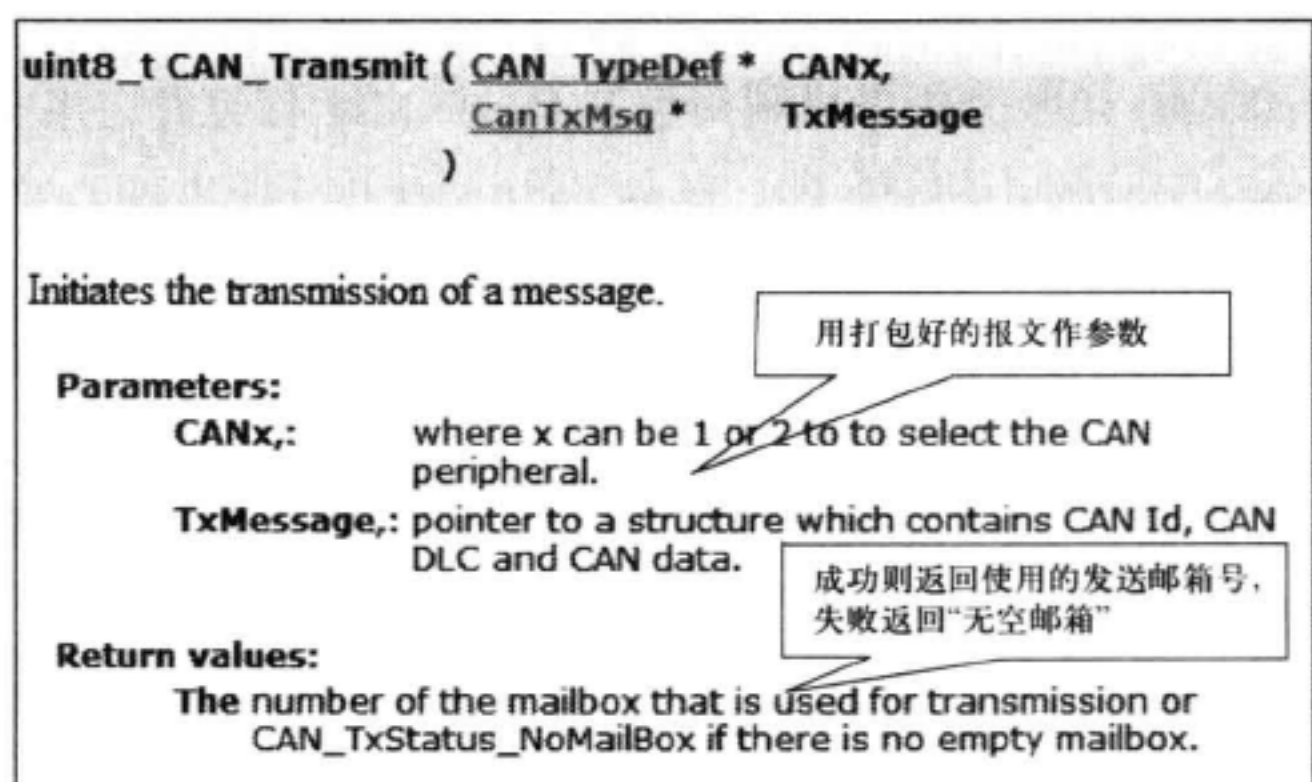 uint8_t CAN_Transmit ( CAN_TypeDef * CANx,
CanTxMsg * TxMessage
)
Initiates the transmission of a message.
用打包好的报文作参数
Parameters:
CANx,: where x can be 1 or 2 to to select the CAN
peripheral.
TxMessage,: pointer to a structure which contains CAN Id, CAN
DLC and CAN data.
成功则返回使用的发送邮箱号,
失败返回“无空邮箱”
Return values:
The number of the mailbox that is used for transmission or
CAN_TxStatus_NoMailBox if there is no empty mailbox.